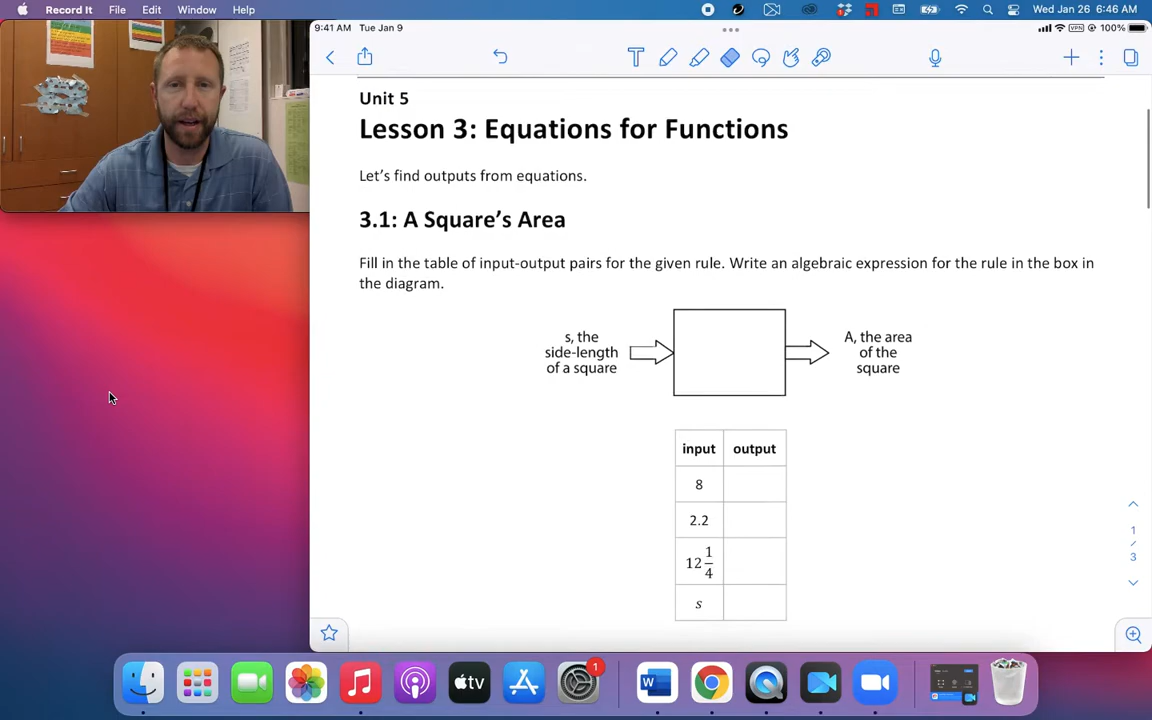 Record It File Edit Window Help Wed Jan 26 6:46 AM
9:41 AM Tue Jan 9 VPN 100%
Unit 5
Lesson 3: Equations for Functions
Let's find outputs from equations.
3.1: A Square's Area
Fill in the table of input-output pairs for the given rule. Write an algebraic expression for the rule in the box in
the diagram.
s, the
side-length
of a square
A, the area
of the
square
input output
8
2.2
12 1/4
s
1
/
3
1
tv
W